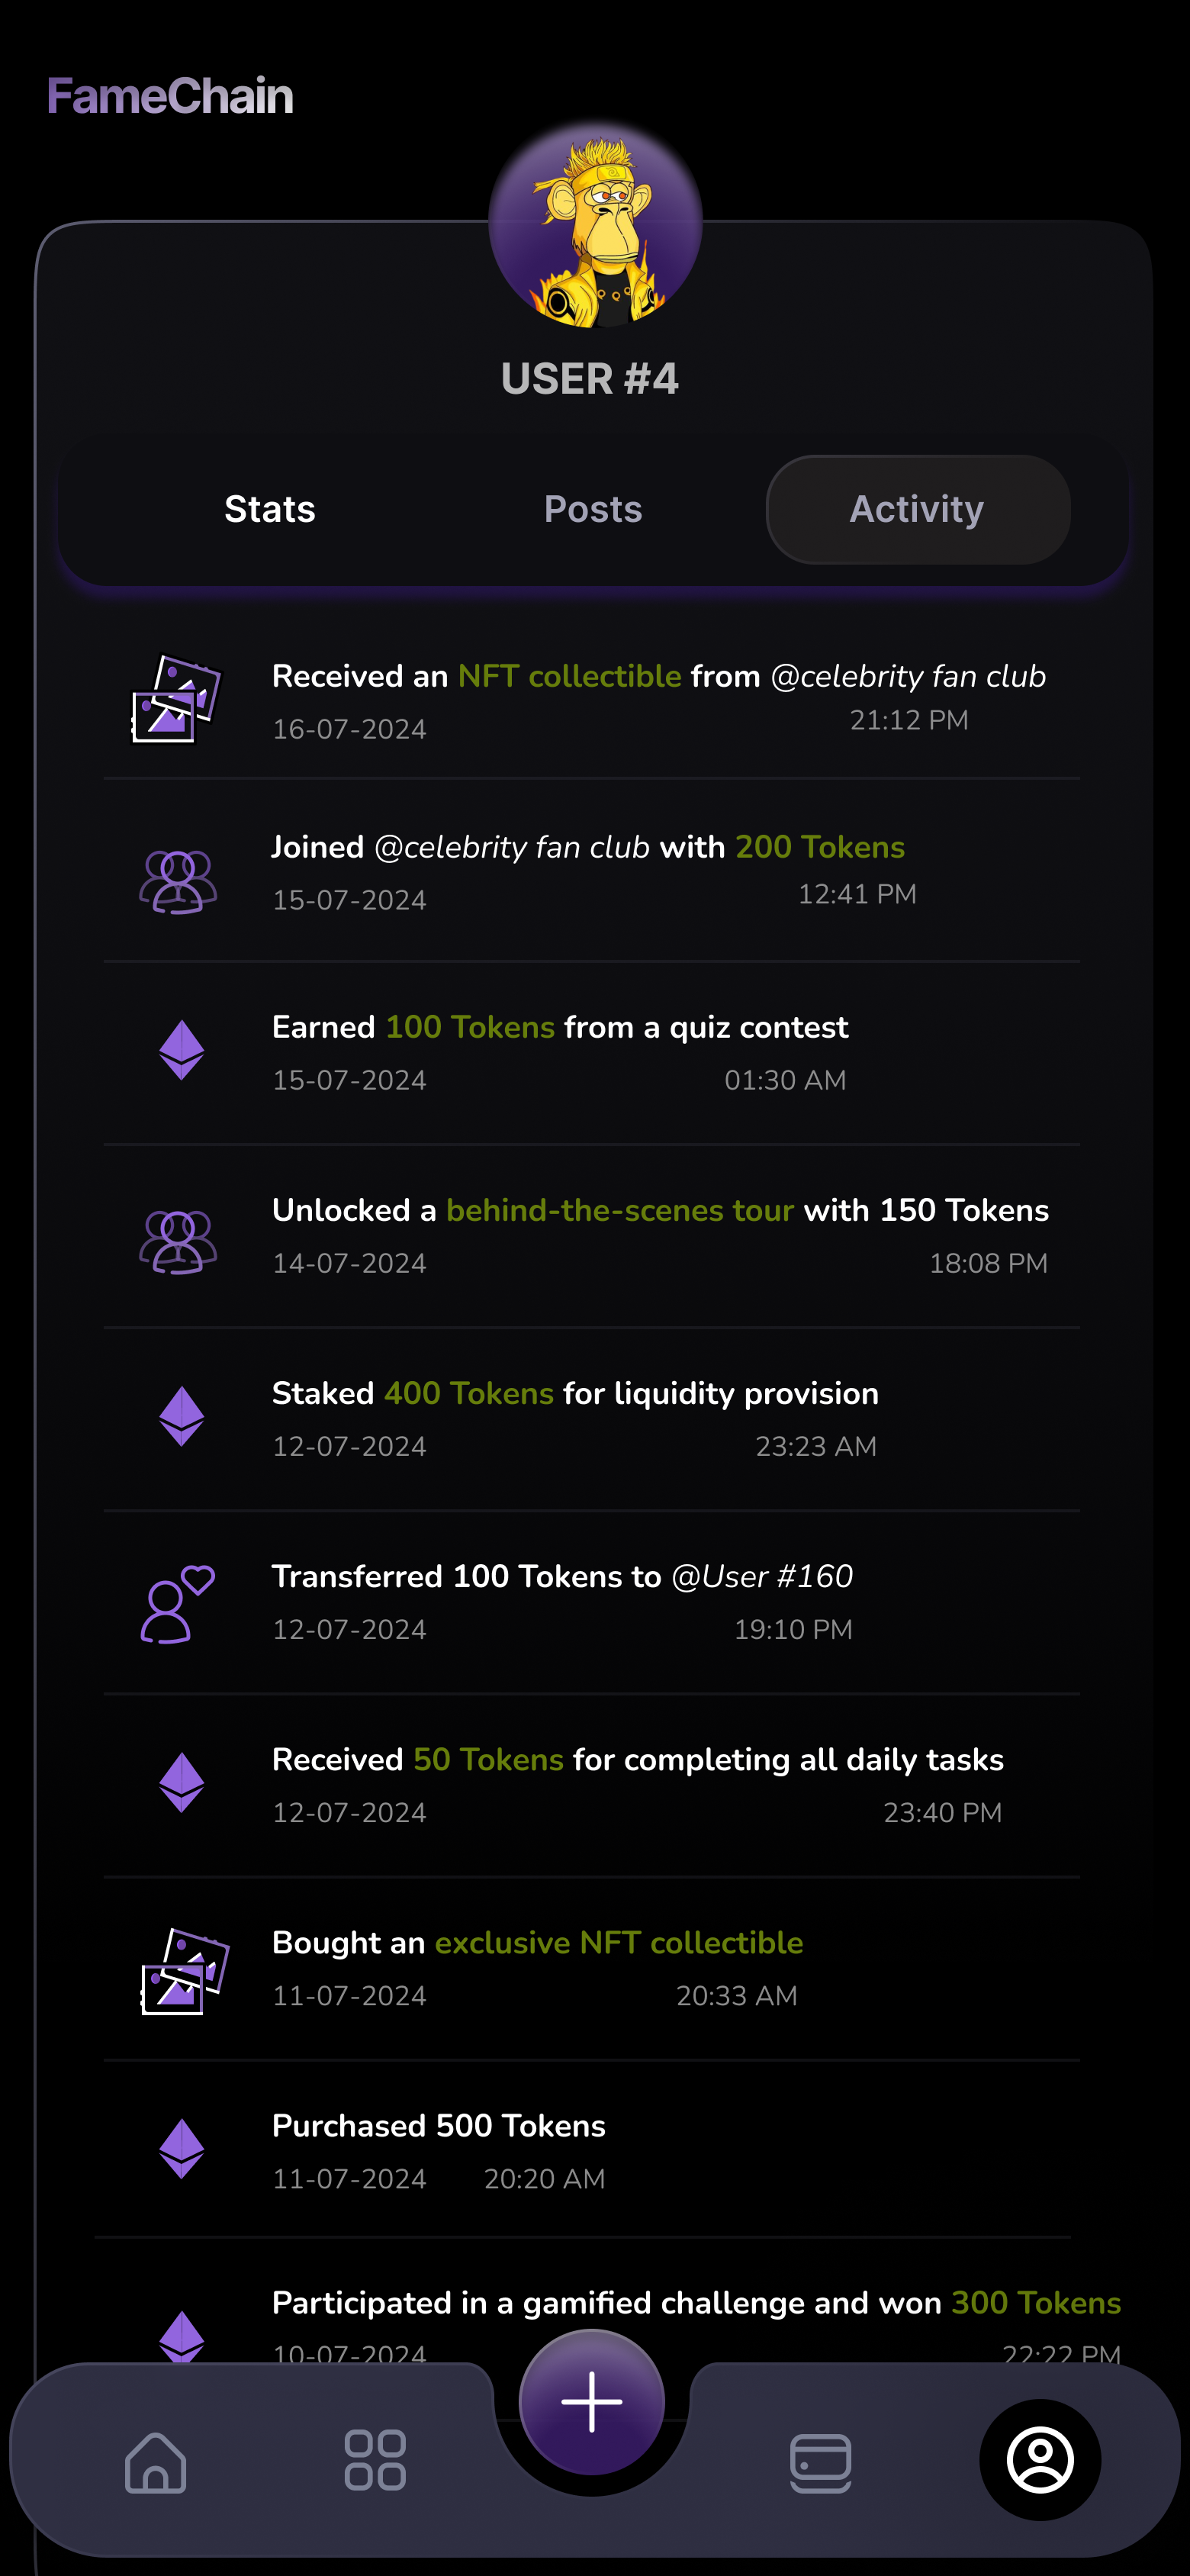 FameChain
USER #4
Stats Posts Activity
Received an NFT collectible from @celebrity fan club
16-07-2024 21:12 PM
Joined @celebrity fan club with 200 Tokens
15-07-2024 12:41 PM
Earned 100 Tokens from a quiz contest
15-07-2024 01:30 AM
Unlocked a behind-the-scenes tour with 150 Tokens
14-07-2024 18:08 PM
Staked 400 Tokens for liquidity provision
12-07-2024 23:23 AM
Transferred 100 Tokens to @User #160
12-07-2024 19:10 PM
Received 50 Tokens for completing all daily tasks
12-07-2024 23:40 PM
Bought an exclusive NFT collectible
11-07-2024 20:33 AM
Purchased 500 Tokens
11-07-2024 20:20 AM
Participated in a gamified challenge and won 300 Tokens
10-07-2024 22:22 PM